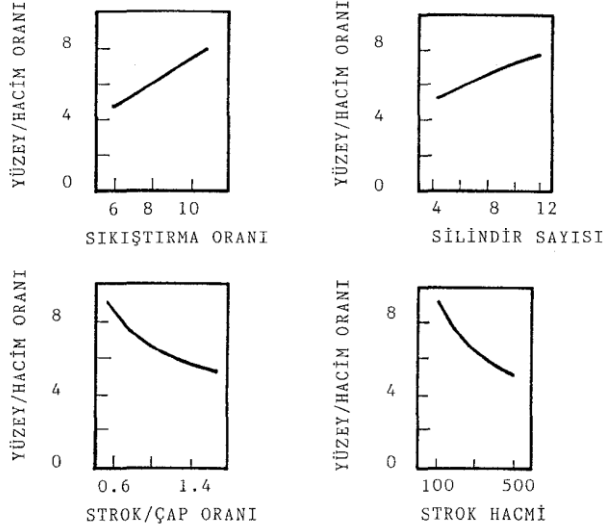 YÜZEY/HACİM ORANI
8
4
0
6 8 10
SIKIŞTIRMA ORANI
YÜZEY/HACİM ORANI
8
4
0
4 8 12
SİLİNDİR SAYISI
YÜZEY/HACİM ORANI
8
4
0
0.6 1.4
STROK/ÇAP ORANI
YÜZEY/HACİM ORANI
8
4
0
100 500
STROK HACMİ